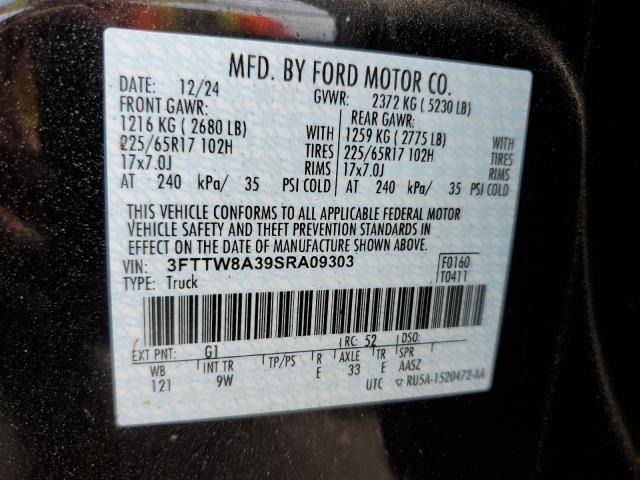 MFD. BY FORD MOTOR CO.
DATE: 12/24 GVWR: 2372 KG ( 5230 LB)
FRONT GAWR: REAR GAWR:
1216 KG ( 2680 LB) WITH 1259 KG ( 2775 LB) WITH
225/65R17 102H TIRES 225/65R17 102H TIRES
17x7.0J RIMS 17x7.0J RIMS
AT 240 kPa/ 35 PSI COLD AT 240 kPa/ 35 PSI COLD
THIS VEHICLE CONFORMS TO ALL APPLICABLE FEDERAL MOTOR
VEHICLE SAFETY AND THEFT PREVENTION STANDARDS IN
EFFECT ON THE DATE OF MANUFACTURE SHOWN ABOVE.
VIN: 3FTTW8A39SRA09303 F0160
TYPE: Truck T0411
EXT PNT: G1 RC: 52 DSO:
WB INT TR TP/PS R AXLE TR SPR
121 9W E 33 E AASZ
UTC ▽ RU5A-1520472-AA